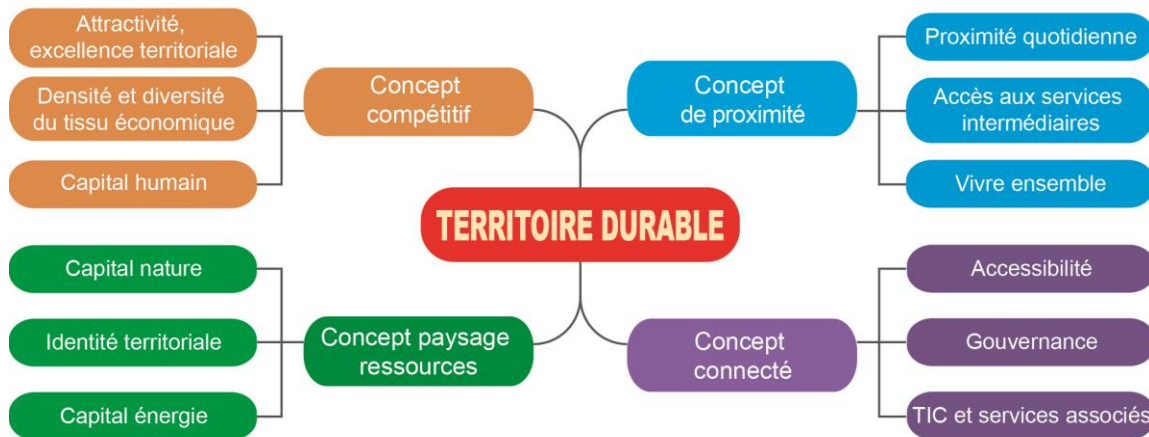 Attractivité,
excellence territoriale
Densité et diversité
du tissu économique
Capital humain
Concept
compétitif
Concept
de proximité
Proximité quotidienne
Accès aux services
intermédiaires
Vivre ensemble
TERRITOIRE DURABLE
Capital nature
Identité territoriale
Capital énergie
Concept paysage
ressources
Concept
connecté
Accessibilité
Gouvernance
TIC et services associés